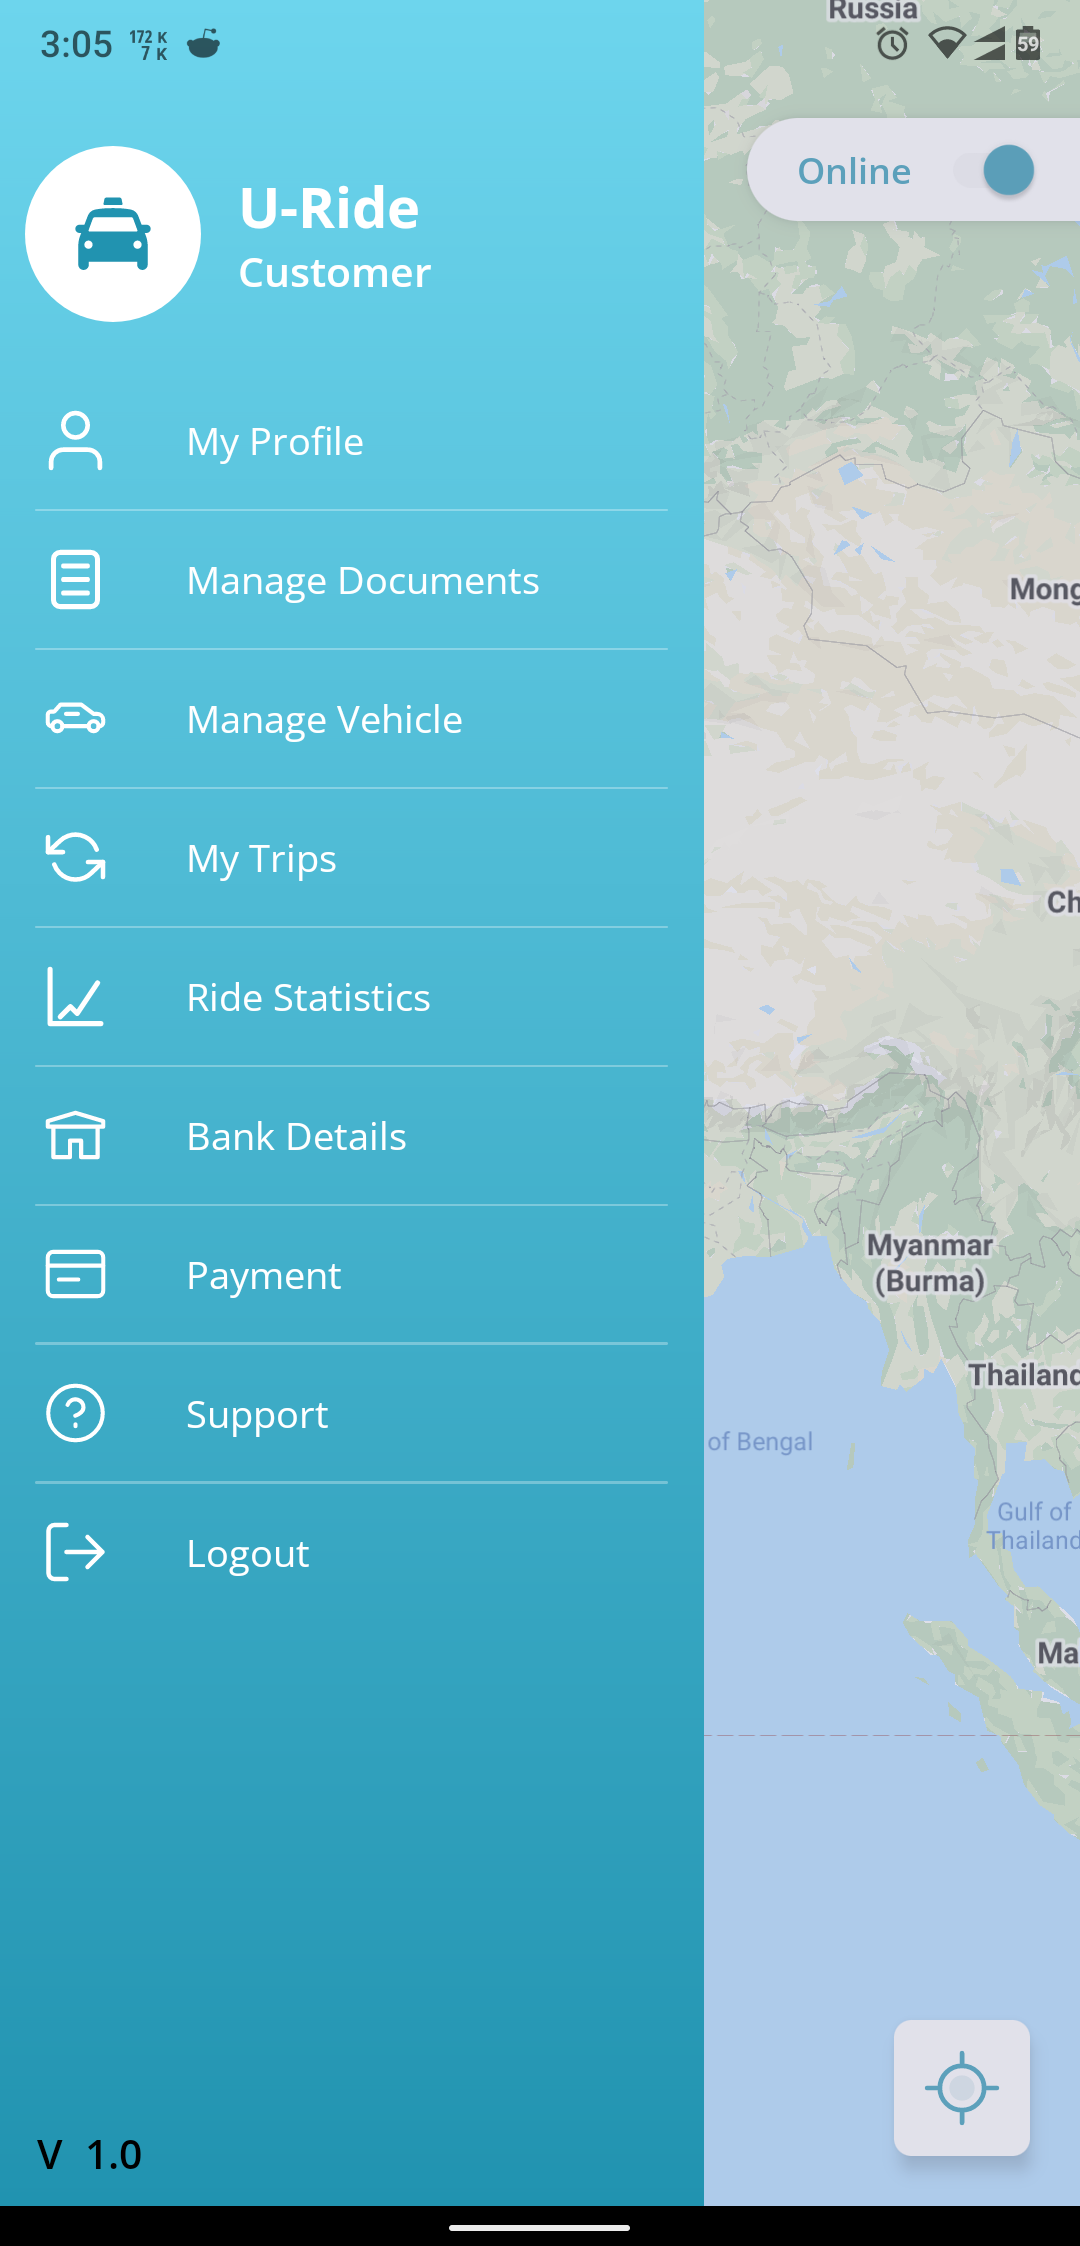 3:05
172 K
7 K
59
Russia
Online
U-Ride
Customer
My Profile
Manage Documents
Mong
Manage Vehicle
My Trips
Ch
Ride Statistics
Bank Details
Myanmar
(Burma)
Payment
Thailand
Support
of Bengal
Gulf of
Thailand
Logout
Ma
V 1.0